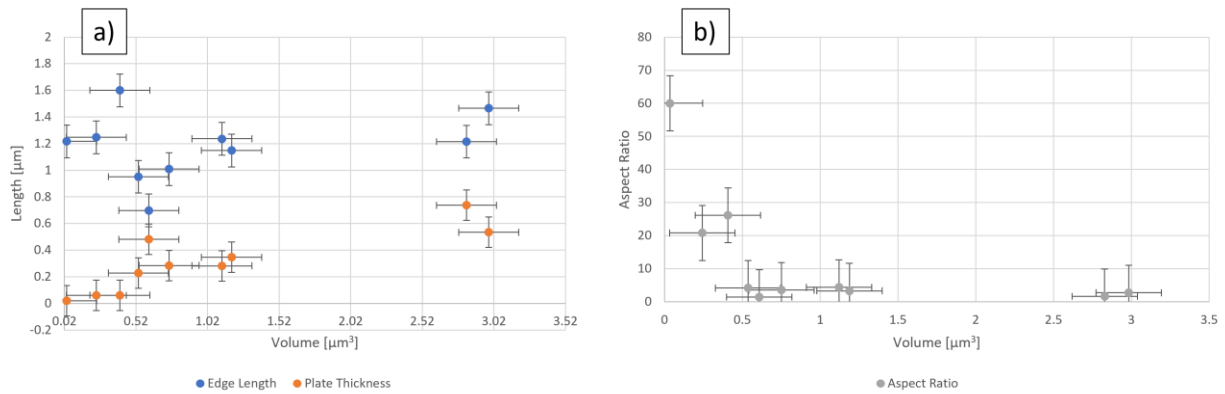 a)
2
1.8
1.6
1.4
1.2
1
0.8
0.6
0.4
0.2
0
-0.2
Length [µm]
0.02 0.52 1.02 1.52 2.02 2.52 3.02 3.52
Volume [µm³]
Edge Length Plate Thickness
b)
80
70
60
50
40
30
20
10
0
Aspect Ratio
0 0.5 1 1.5 2 2.5 3 3.5
Volume [µm³]
Aspect Ratio